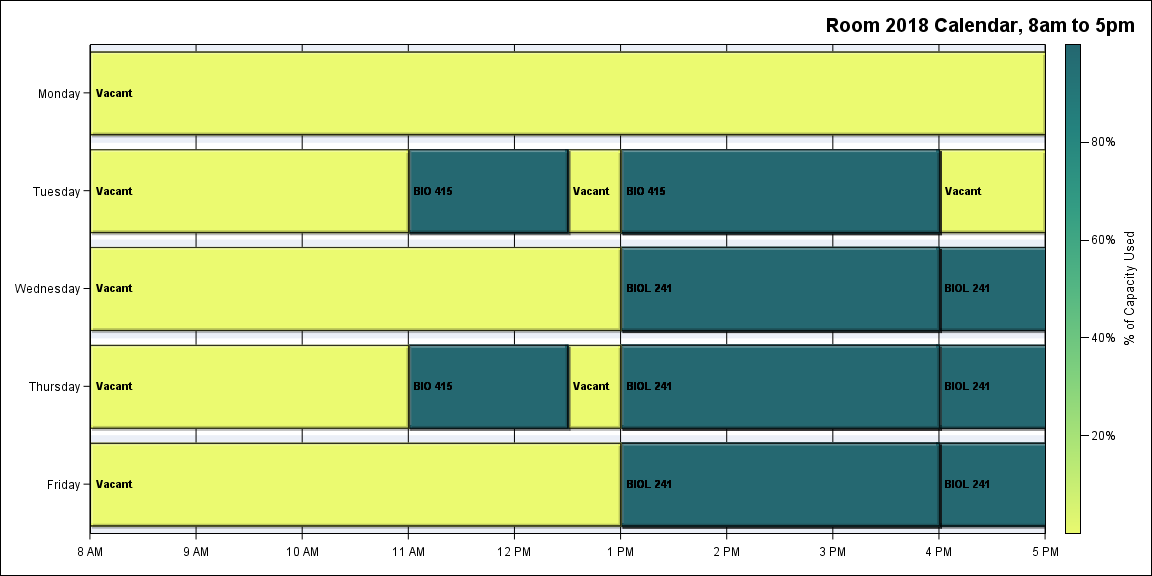 Room 2018 Calendar, 8am to 5pm
Monday
Vacant
Tuesday
Vacant
BIO 415
Vacant
BIO 415
Vacant
Wednesday
Vacant
BIOL 241
BIOL 241
Thursday
Vacant
BIO 415
Vacant
BIOL 241
BIOL 241
Friday
Vacant
BIOL 241
BIOL 241
8 AM
9 AM
10 AM
11 AM
12 PM
1 PM
2 PM
3 PM
4 PM
5 PM
80%
60%
40%
20%
% of Capacity Used